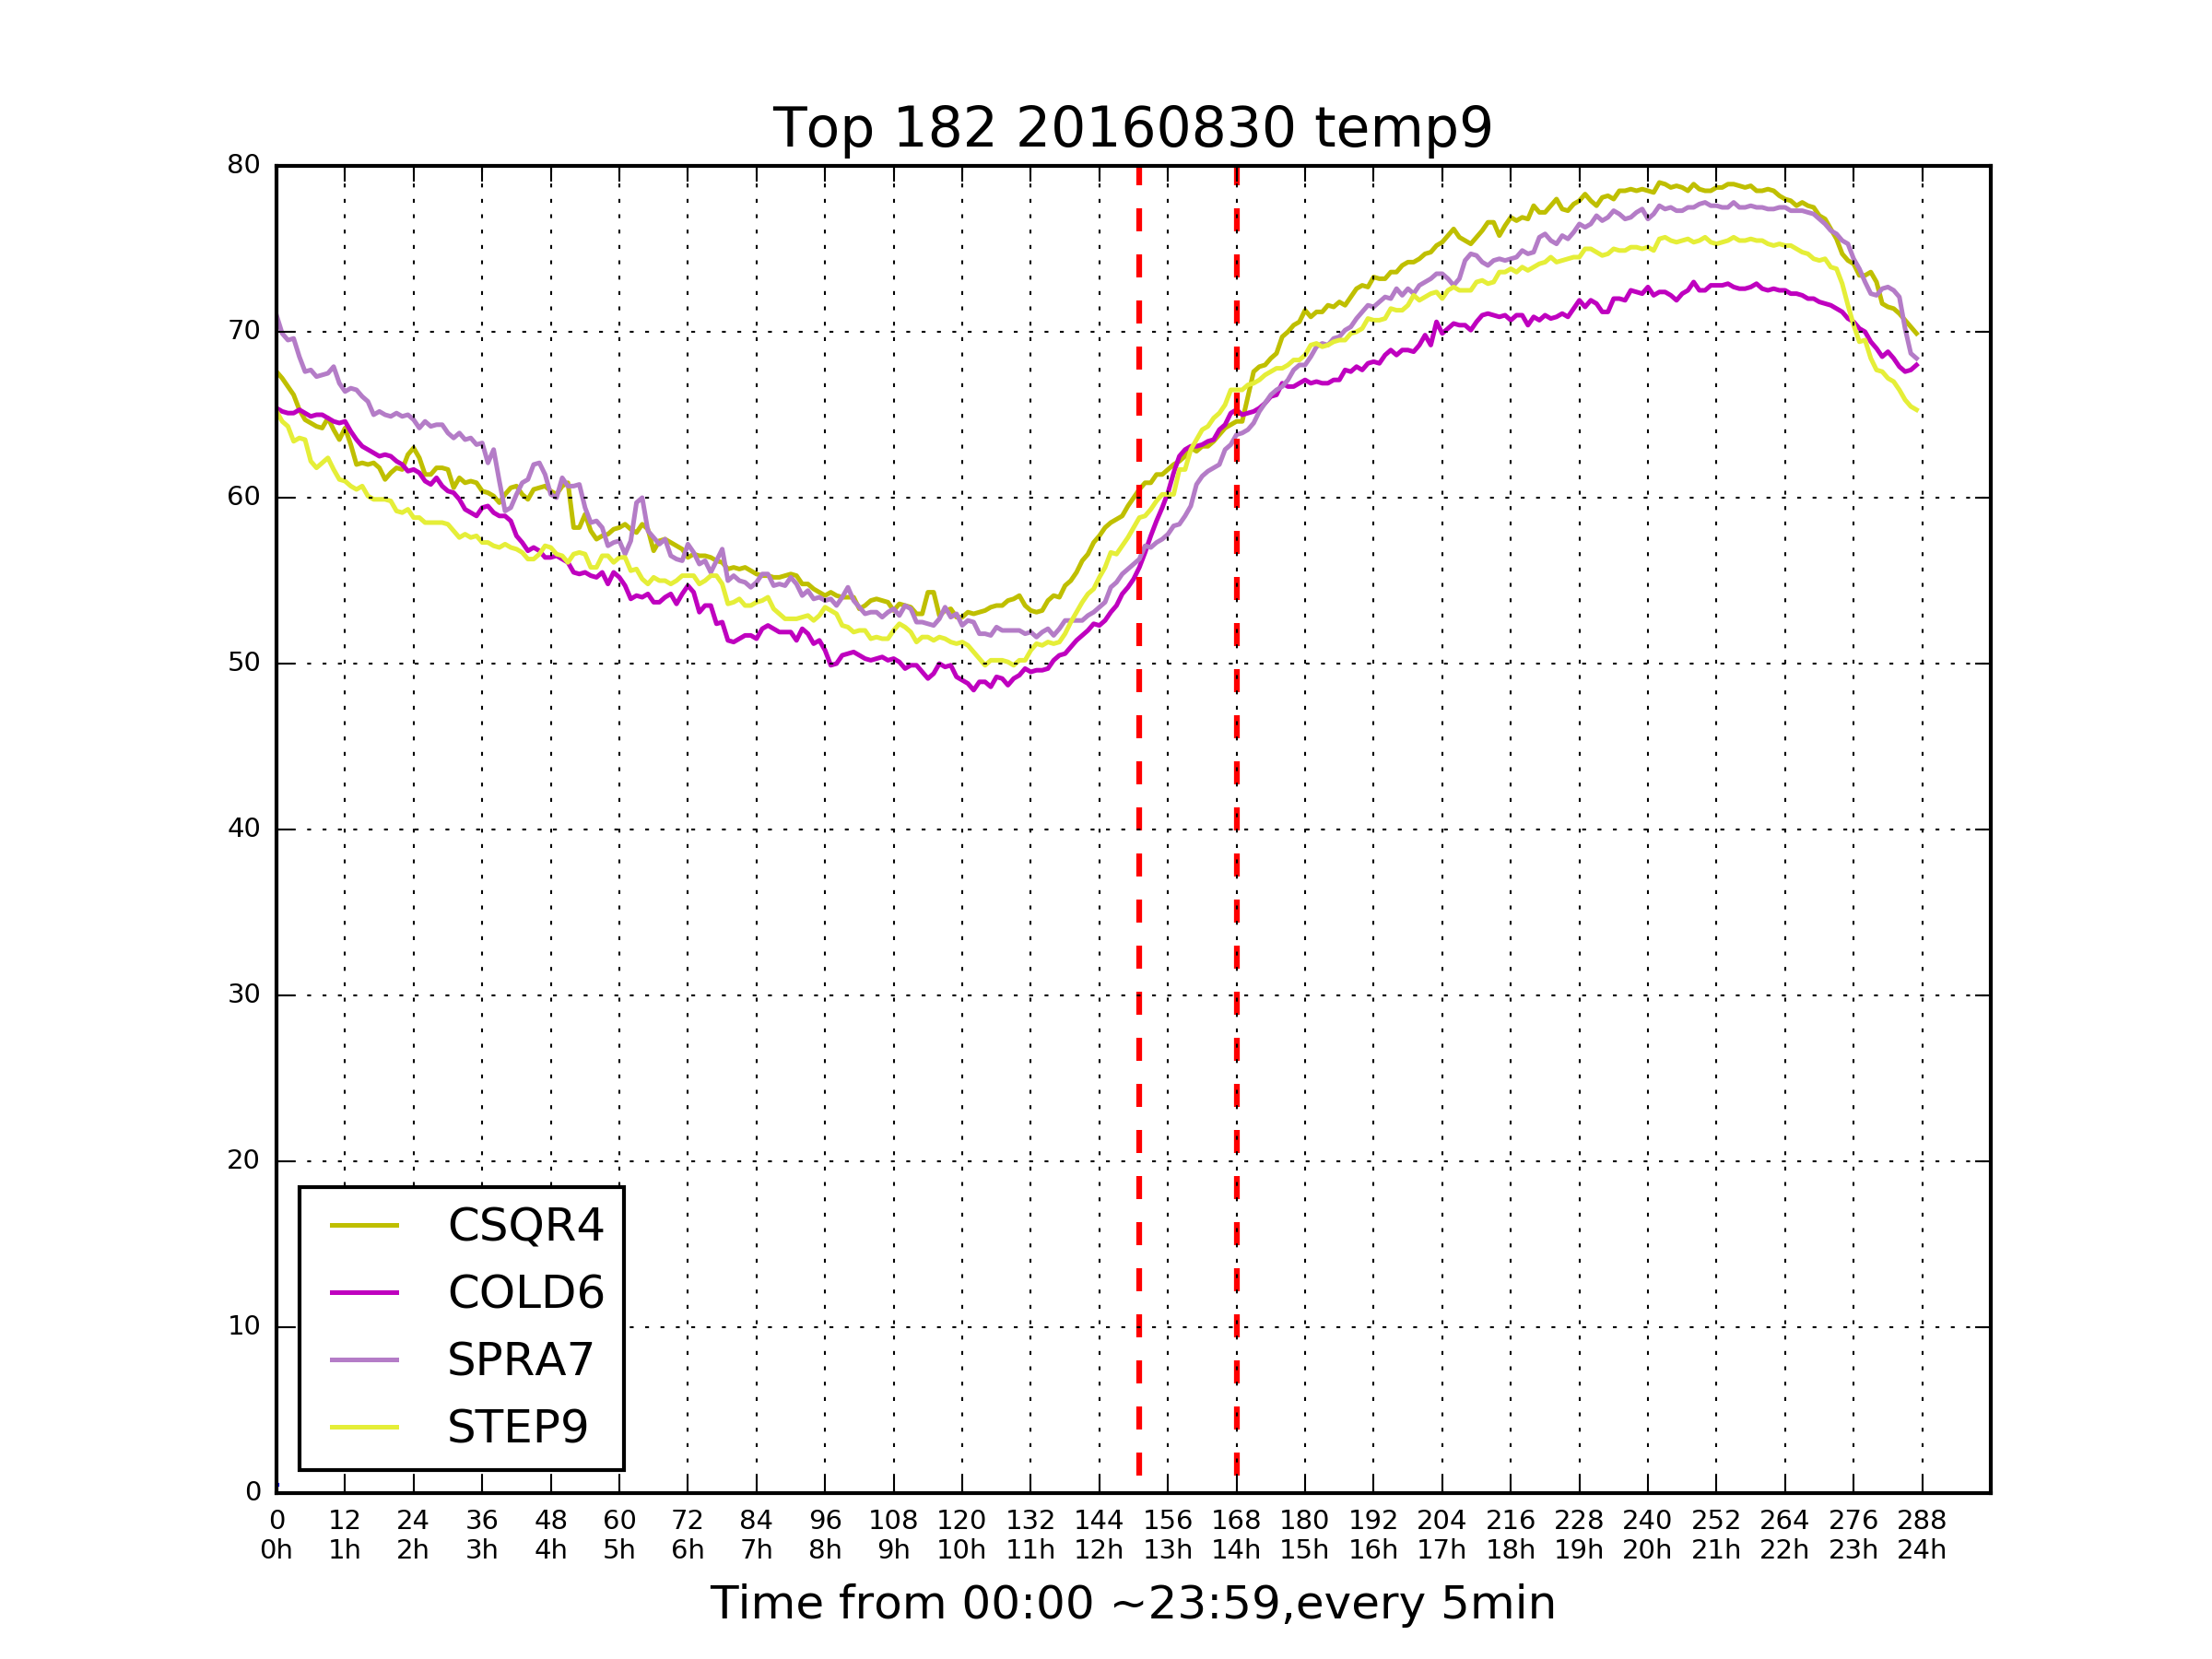 Top 182 20160830 temp9
80
70
60
50
40
30
20
10
0
CSQR4
COLD6
SPRA7
STEP9
0 12 24 36 48 60 72 84 96 108 120 132 144 156 168 180 192 204 216 228 240 252 264 276 288
0h 1h 2h 3h 4h 5h 6h 7h 8h 9h 10h 11h 12h 13h 14h 15h 16h 17h 18h 19h 20h 21h 22h 23h 24h
Time from 00:00 ~23:59,every 5min